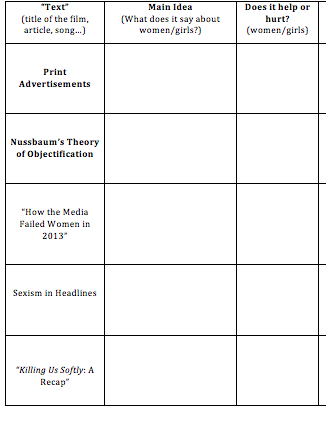 "Text"
(title of the film,
article, song…)
Main Idea
(What does it say about
women/girls?)
Does it help or
hurt?
(women/girls)
Print
Advertisements
Nussbaum's Theory
of Objectification
"How the Media
Failed Women in
2013"
Sexism in Headlines
"Killing Us Softly: A
Recap"